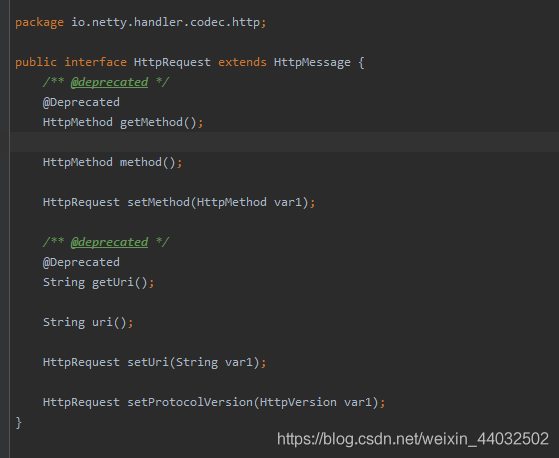 package io.netty.handler.codec.http;
public interface HttpRequest extends HttpMessage {
/** @deprecated */
@Deprecated
HttpMethod getMethod();
HttpMethod method();
HttpRequest setMethod(HttpMethod var1);
/** @deprecated */
@Deprecated
String getUri();
String uri();
HttpRequest setUri(String var1);
HttpRequest setProtocolVersion(HttpVersion var1);
}
https://blog.csdn.net/weixin_44032502